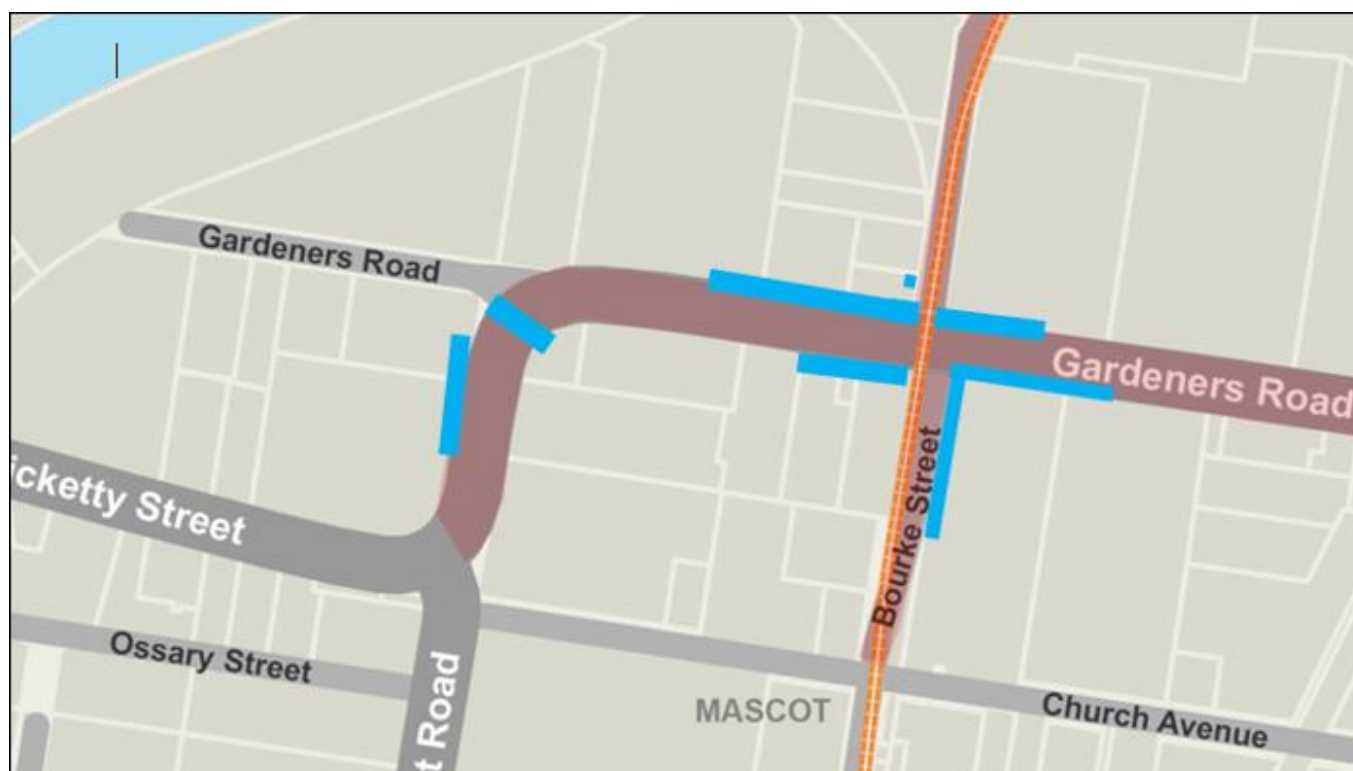 Gardeners Road
Gardeners Road
icketty Street
Bourke Street
Ossary Street
t Road
MASCOT
Church Avenue